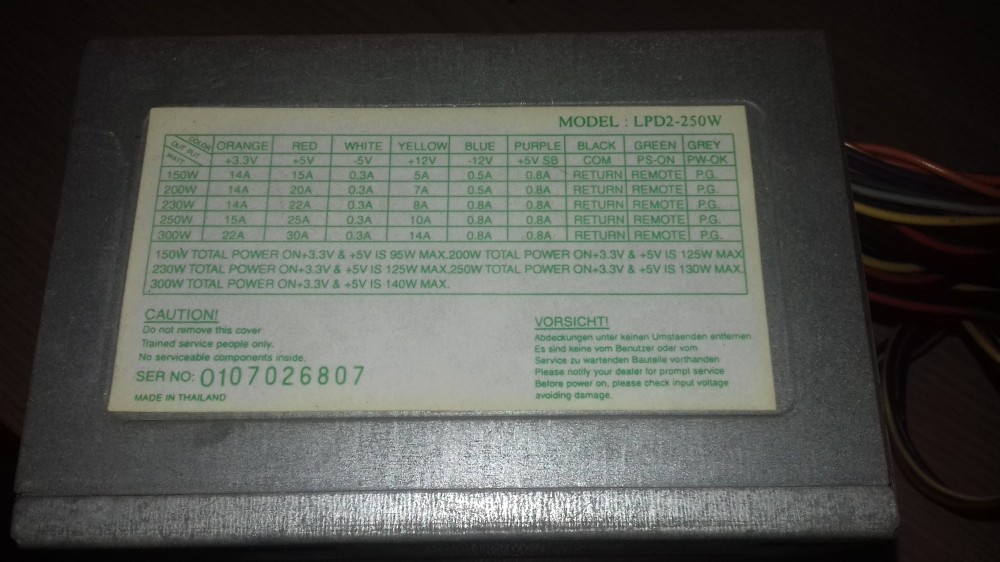 MODEL : LPD2-250W
COLOR ORANGE RED WHITE YELLOW BLUE PURPLE BLACK GREEN GREY
OUT PUT WATT +3.3V +5V -5V +12V -12V +5V SB COM PS-ON PW-OK
150W 14A 15A 0.3A 5A 0.5A 0.8A RETURN REMOTE P.G.
200W 14A 20A 0.3A 7A 0.5A 0.8A RETURN REMOTE P.G.
230W 14A 22A 0.3A 8A 0.8A 0.8A RETURN REMOTE P.G.
250W 15A 25A 0.3A 10A 0.8A 0.8A RETURN REMOTE P.G.
300W 22A 30A 0.3A 14A 0.8A 0.8A RETURN REMOTE P.G.
150W TOTAL POWER ON+3.3V & +5V IS 95W MAX.200W TOTAL POWER ON+3.3V & +5V IS 125W MAX
230W TOTAL POWER ON+3.3V & +5V IS 125W MAX.250W TOTAL POWER ON+3.3V & +5V IS 130W MAX.
300W TOTAL POWER ON+3.3V & +5V IS 140W MAX.
CAUTION!
Do not remove this cover
Trained service people only.
No serviceable components inside.
SER NO: 0107026807
MADE IN THAILAND
VORSICHT!
Abdeckungen unter keinen Umstaenden entfernen
Es sind keine vom Benutzer oder vom
Service zu wartenden Bauteile vorhanden
Please notify your dealer for prompt service
Before power on, please check input voltage
avoiding damage.